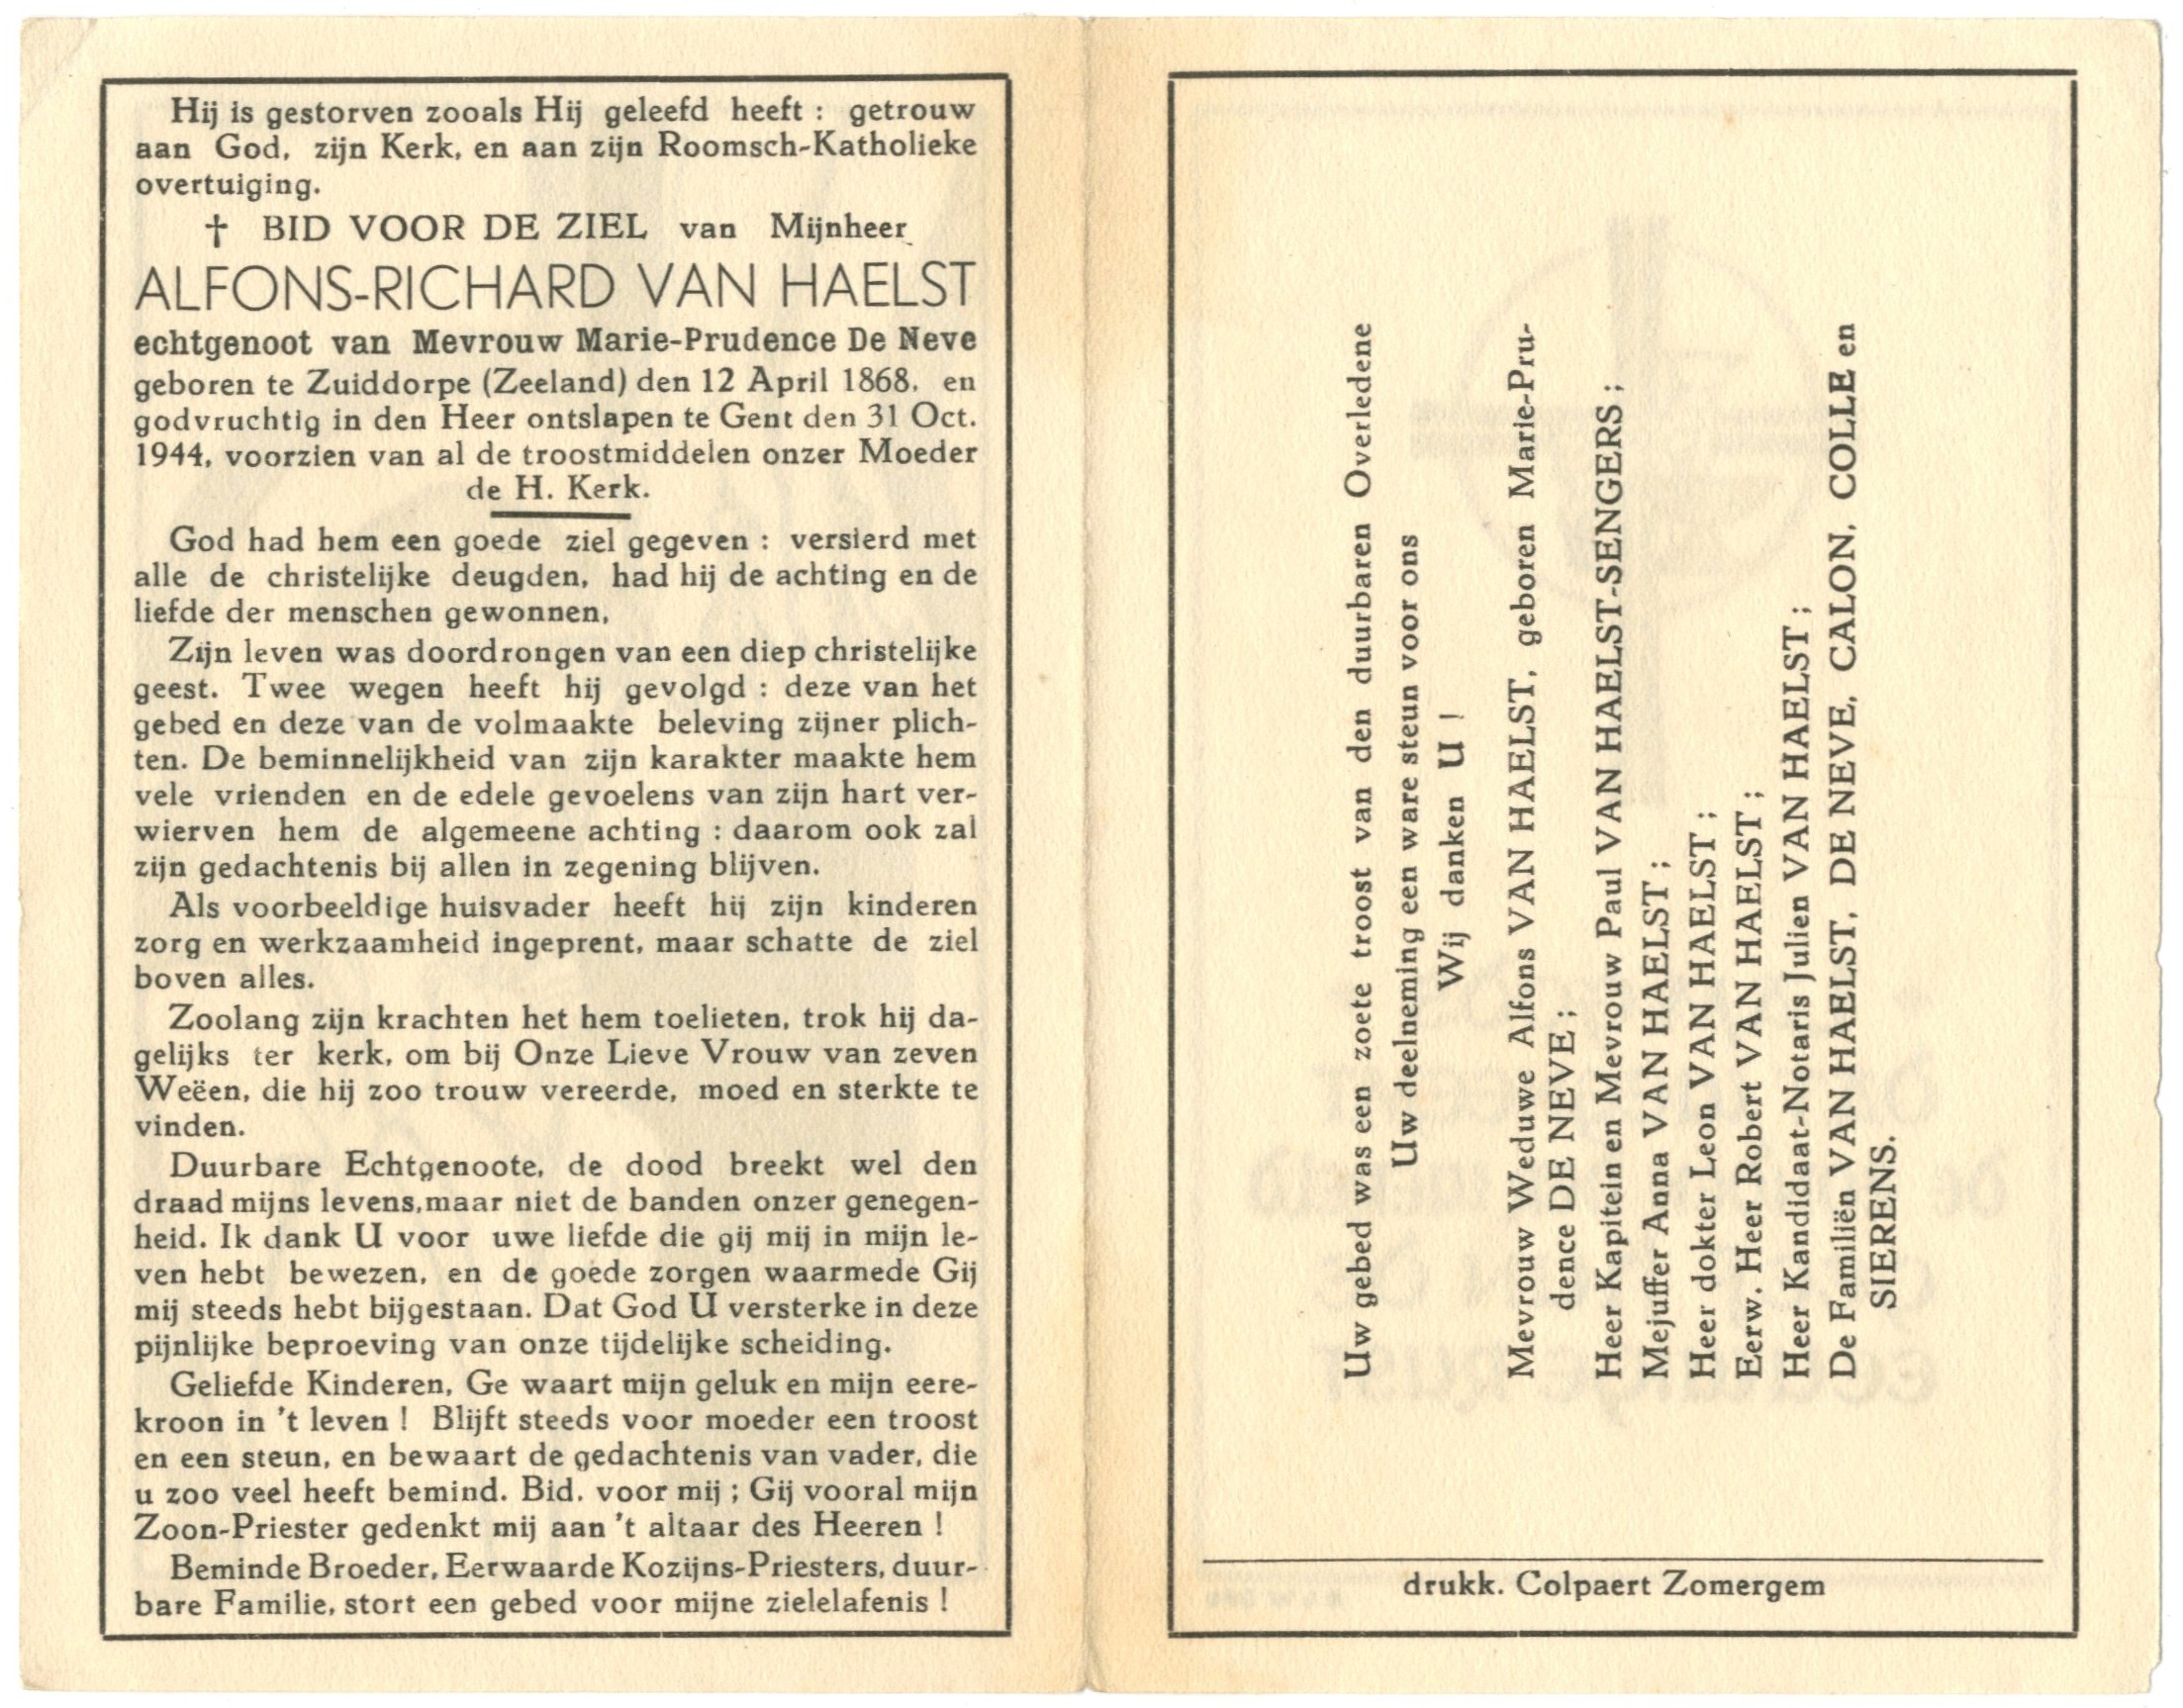 Hij is gestorven zooals Hij geleefd heeft : getrouw
aan God, zijn Kerk, en aan zijn Roomsch-Katholieke
overtuiging.
† BID VOOR DE ZIEL van Mijnheer
ALFONS-RICHARD VAN HAELST
echtgenoot van Mevrouw Marie-Prudence De Neve
geboren te Zuiddorpe (Zeeland) den 12 April 1868, en
godvruchtig in den Heer ontslapen te Gent den 31 Oct.
1944, voorzien van al de troostmiddelen onzer Moeder
de H. Kerk.
God had hem een goede ziel gegeven : versierd met
alle de christelijke deugden, had hij de achting en de
liefde der menschen gewonnen,
Zijn leven was doordrongen van een diep christelijke
geest. Twee wegen heeft hij gevolgd : deze van het
gebed en deze van de volmaakte beleving zijner plich-
ten. De beminnelijkheid van zijn karakter maakte hem
vele vrienden en de edele gevoelens van zijn hart ver-
wierven hem de algemeene achting : daarom ook zal
zijn gedachtenis bij allen in zegening blijven.
Als voorbeeldige huisvader heeft hij zijn kinderen
zorg en werkzaamheid ingeprent, maar schatte de ziel
boven alles.
Zoolang zijn krachten het hem toelieten, trok hij da-
gelijks ter kerk, om bij Onze Lieve Vrouw van zeven
Weëen, die hij zoo trouw vereerde, moed en sterkte te
vinden.
Duurbare Echtgenoote, de dood breekt wel den
draad mijns levens,maar niet de banden onzer genegen-
heid. Ik dank U voor uwe liefde die gij mij in mijn le-
ven hebt bewezen, en de goede zorgen waarmede Gij
mij steeds hebt bijgestaan. Dat God U versterke in deze
pijnlijke beproeving van onze tijdelijke scheiding.
Geliefde Kinderen, Ge waart mijn geluk en mijn eere-
kroon in 't leven ! Blijft steeds voor moeder een troost
en een steun, en bewaart de gedachtenis van vader, die
u zoo veel heeft bemind. Bid. voor mij ; Gij vooral mijn
Zoon-Priester gedenkt mij aan 't altaar des Heeren !
Beminde Broeder, Eerwaarde Kozijns-Priesters, duur-
bare Familie, stort een gebed voor mijne zielelafenis !
Uw gebed was een zoete troost van den duurbaren Overledene
Uw deelneming een ware steun voor ons
Wij danken U !
Mevrouw Weduwe Alfons VAN HAELST, geboren Marie-Pru-
dence DE NEVE ;
Heer Kapitein en Mevrouw Paul VAN HAELST-SENGERS ;
Mejuffer Anna VAN HAELST ;
Heer dokter Leon VAN HAELST ;
Eerw. Heer Robert VAN HAELST ;
Heer Kandidaat-Notaris Julien VAN HAELST ;
De Familiën VAN HAELST, DE NEVE, CALON, COLLE en
SIERENS.
drukk. Colpaert Zomergem